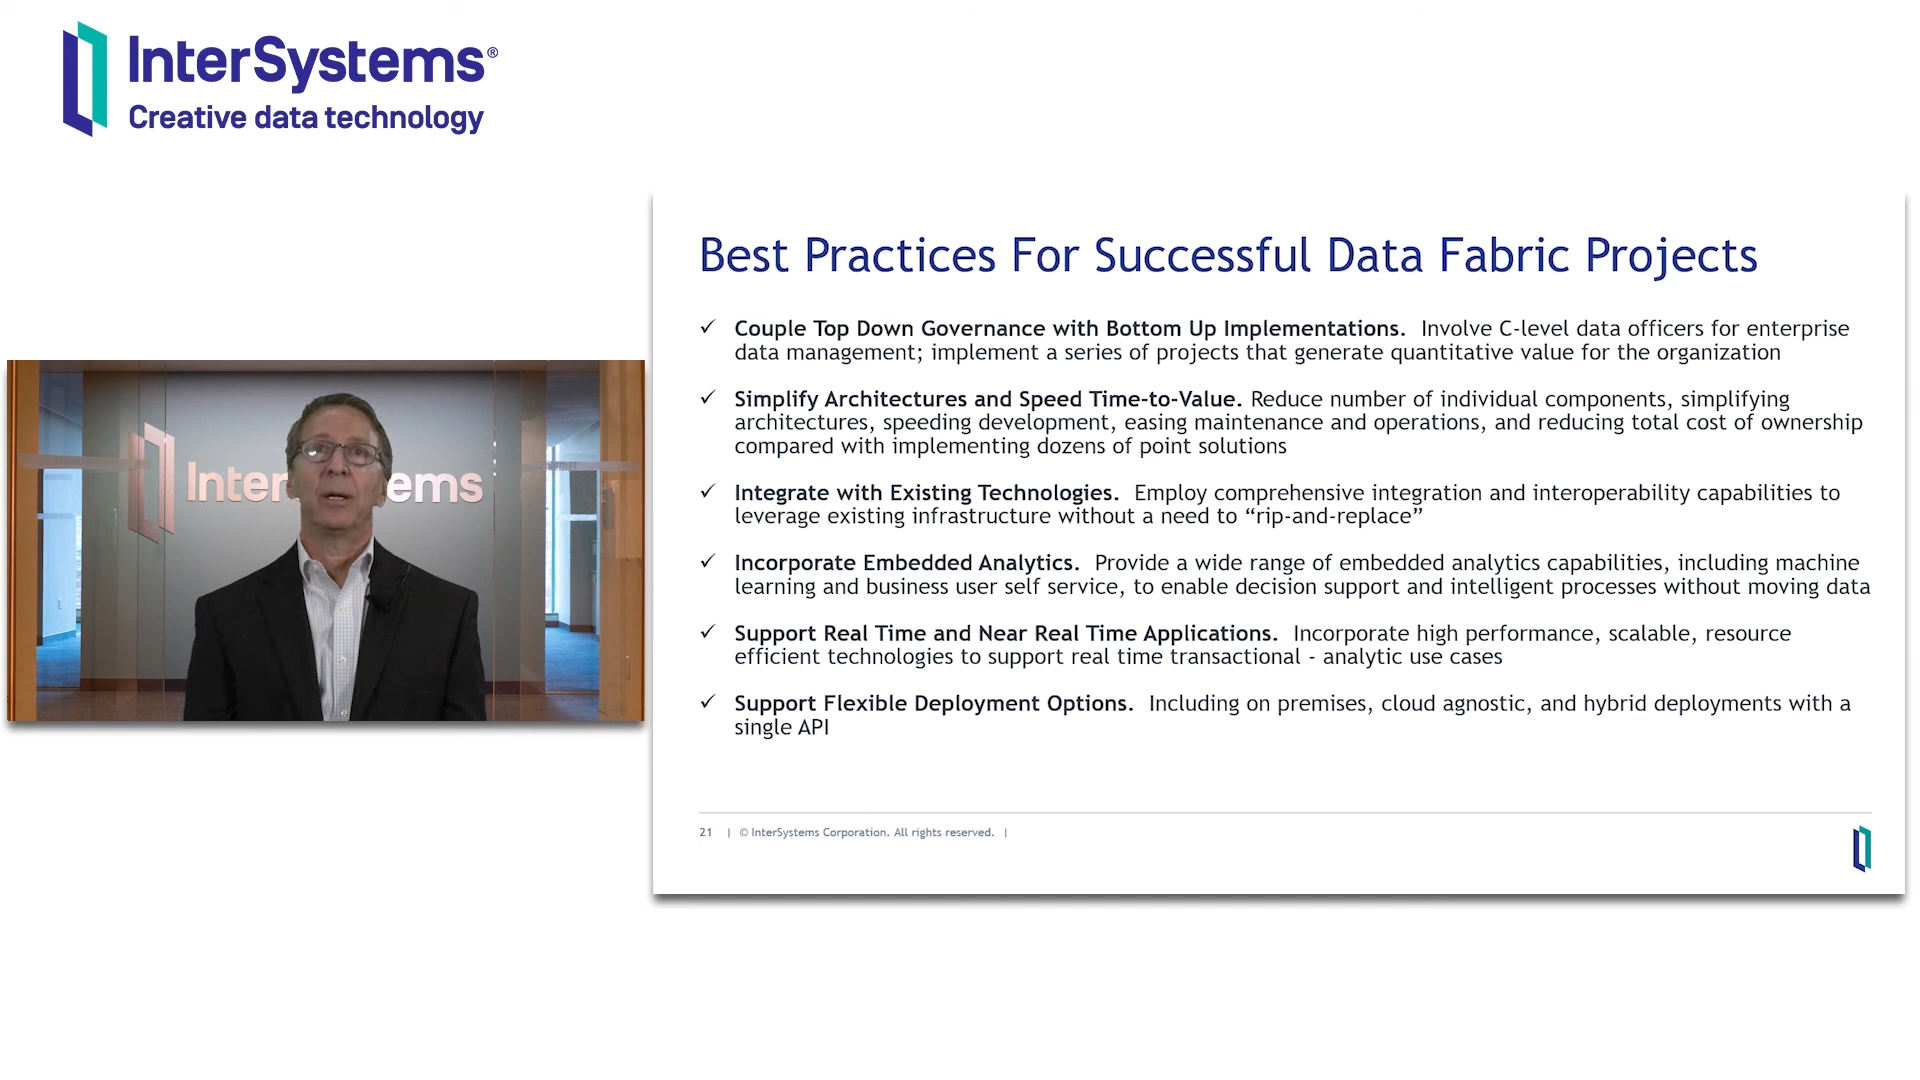 InterSystems®
Creative data technology
Inter ems
Best Practices For Successful Data Fabric Projects
✓ Couple Top Down Governance with Bottom Up Implementations. Involve C-level data officers for enterprise
data management; implement a series of projects that generate quantitative value for the organization
✓ Simplify Architectures and Speed Time-to-Value. Reduce number of individual components, simplifying
architectures, speeding development, easing maintenance and operations, and reducing total cost of ownership
compared with implementing dozens of point solutions
✓ Integrate with Existing Technologies. Employ comprehensive integration and interoperability capabilities to
leverage existing infrastructure without a need to “rip-and-replace”
✓ Incorporate Embedded Analytics. Provide a wide range of embedded analytics capabilities, including machine
learning and business user self service, to enable decision support and intelligent processes without moving data
✓ Support Real Time and Near Real Time Applications. Incorporate high performance, scalable, resource
efficient technologies to support real time transactional - analytic use cases
✓ Support Flexible Deployment Options. Including on premises, cloud agnostic, and hybrid deployments with a
single API
21 | © InterSystems Corporation. All rights reserved. |